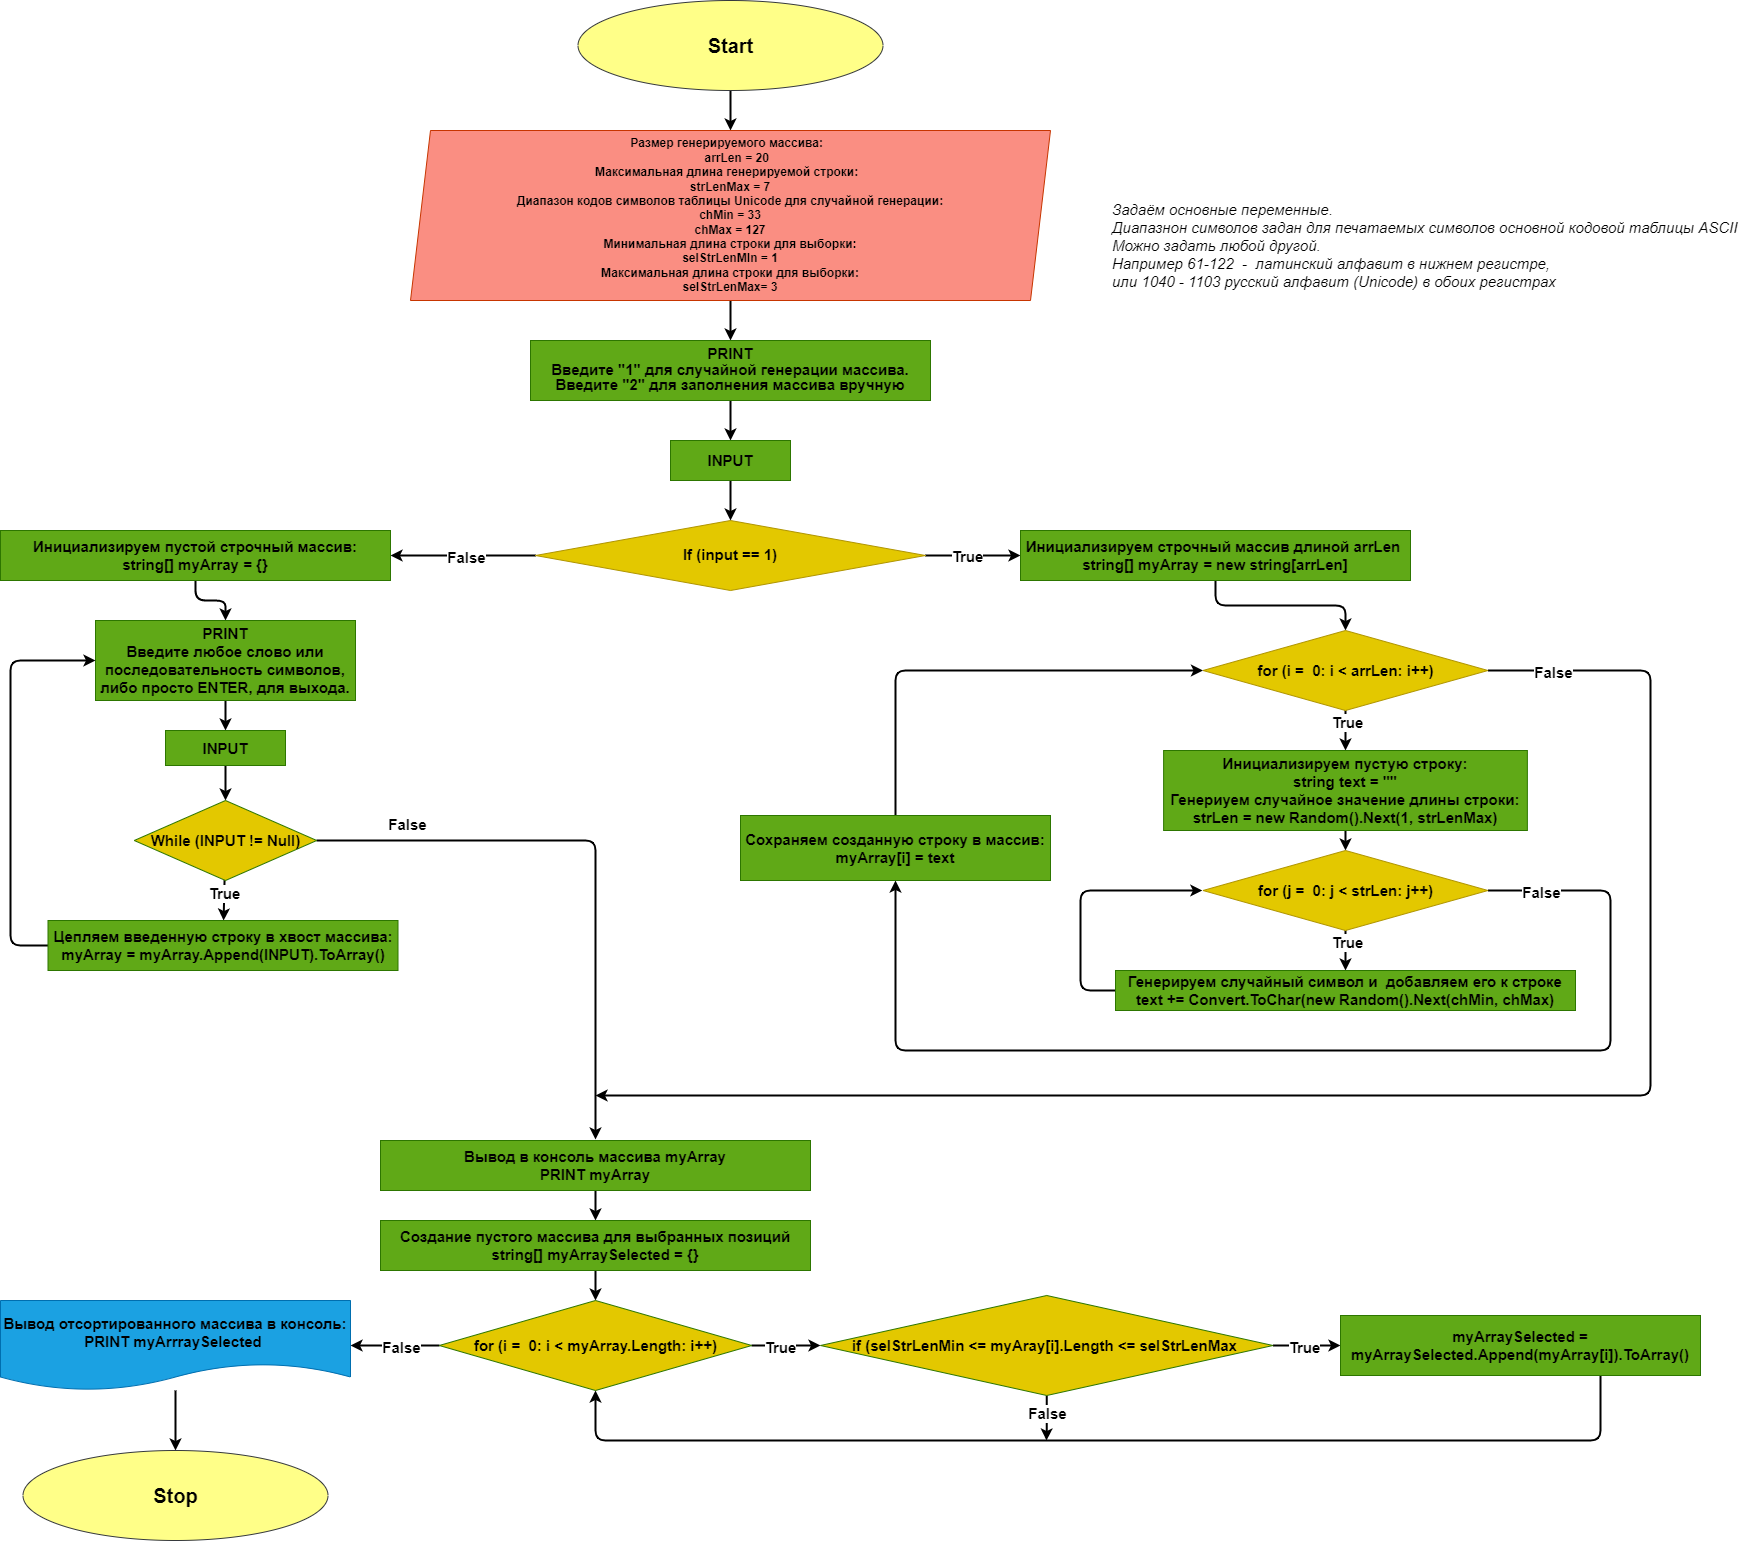 Start
Размер генерируемого массива:
arrLen = 20
Максимальная длина генерируемой строки:
strLenMax = 7
Диапазон кодов символов таблицы Unicode для случайной генерации:
chMin = 33
chMax = 127
Минимальная длина строки для выборки:
selStrLenMIn = 1
Максимальная длина строки для выборки:
selStrLenMax= 3
Задаём основные переменные.
Диапазнон символов задан для печатаемых символов основной кодовой таблицы ASCII
Можно задать любой другой.
Например 61-122 - латинский алфавит в нижнем регистре,
или 1040 - 1103 русский алфавит (Unicode) в обоих регистрах
PRINT
Введите "1" для случайной генерации массива.
Введите "2" для заполнения массива вручную
INPUT
If (input == 1)
False
True
Инициализируем пустой строчный массив:
string[] myArray = {}
Инициализируем строчный массив длиной arrLen
string[] myArray = new string[arrLen]
PRINT
Введите любое слово или
последовательность символов,
либо просто ENTER, для выхода.
INPUT
While (INPUT != Null)
False
True
Цепляем введенную строку в хвост массива:
myArray = myArray.Append(INPUT).ToArray()
for (i = 0: i < arrLen: i++)
False
True
Инициализируем пустую строку:
string text = ""
Генериуем случайное значение длины строки:
strLen = new Random().Next(1, strLenMax)
Сохраняем созданную строку в массив:
myArray[i] = text
for (j = 0: j < strLen: j++)
False
True
Генерируем случайный символ и добавляем его к строке
text += Convert.ToChar(new Random().Next(chMin, chMax)
Вывод в консоль массива myArray
PRINT myArray
Создание пустого массива для выбранных позиций
string[] myArraySelected = {}
Вывод отсортированного массива в консоль:
PRINT myArrraySelected
False
for (i = 0: i < myArray.Length: i++)
True
if (selStrLenMin <= myAray[i].Length <= selStrLenMax
True
myArraySelected =
myArraySelected.Append(myArray[i]).ToArray()
False
Stop